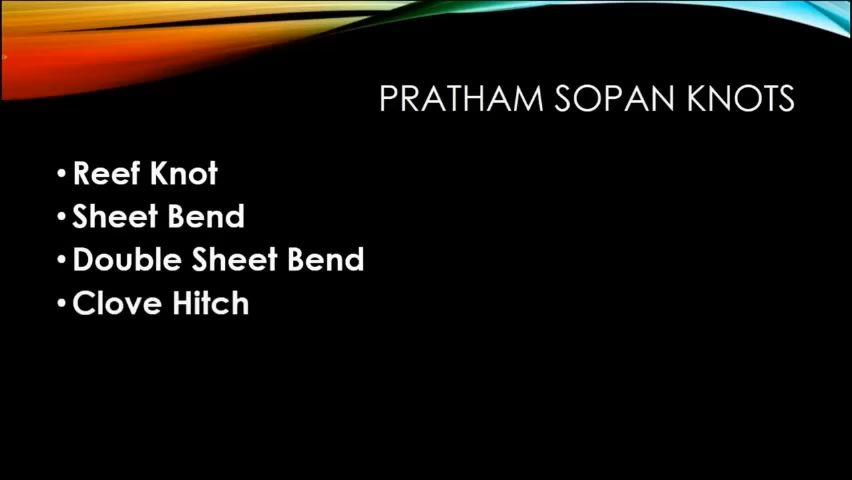 PRATHAM SOPAN KNOTS
• Reef Knot
• Sheet Bend
• Double Sheet Bend
• Clove Hitch